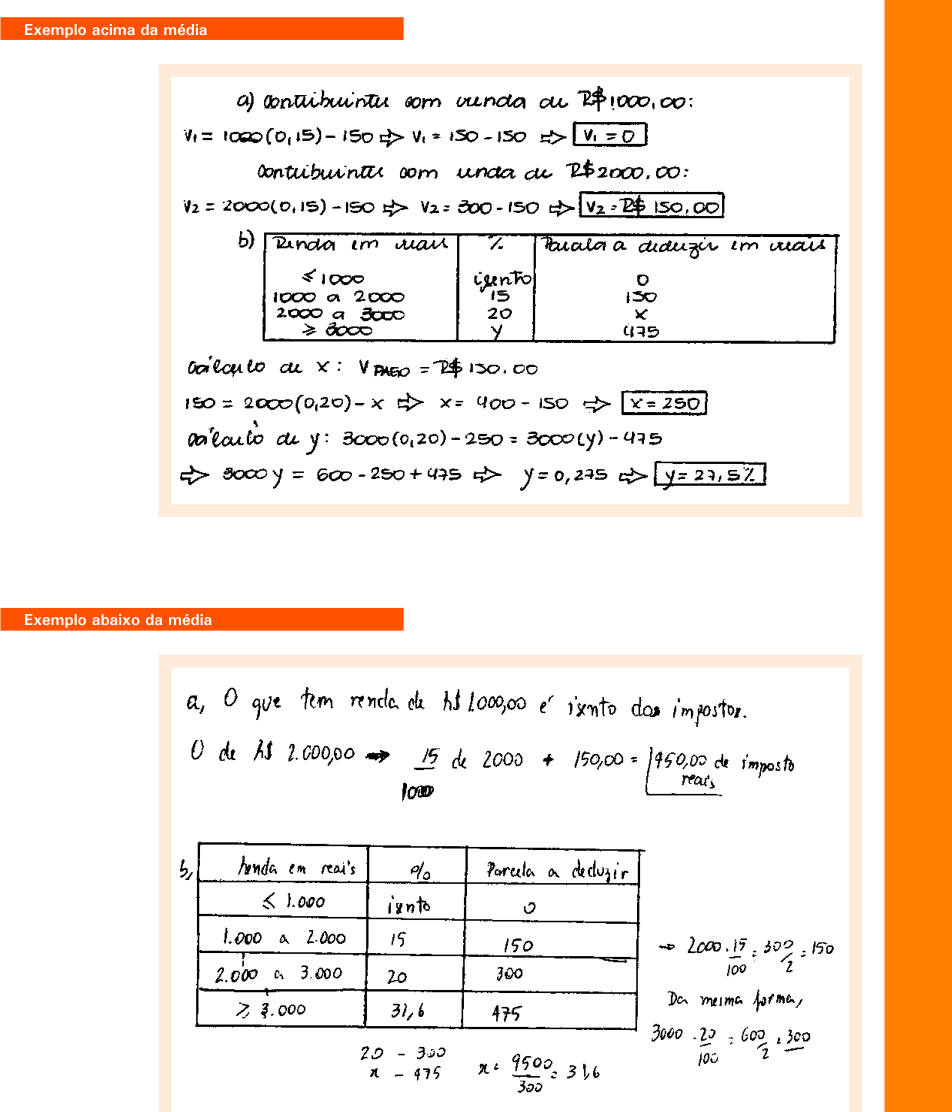 Exemplo acima da média
a) Contribuinte com renda de R$1000,00:
V₁ = 1000(0,15) - 150 ⇨ V₁ = 150 - 150 ⇨ V₁ = 0
Contribuinte com renda de R$2000,00:
V₂ = 2000(0,15) - 150 ⇨ V₂ = 300 - 150 ⇨ V₂ = R$ 150,00
b) Renda em reais % Parcela a deduzir em reais
≤ 1000 isento 0
1000 a 2000 15 150
2000 a 3000 20 x
≥ 3000 y 475
Cálculo de x: V PAGO = R$ 150,00
150 = 2000(0,20) - x ⇨ x = 400 - 150 ⇨ x = 250
Cálculo de y: 3000(0,20) - 250 = 3000(y) - 475
⇨ 3000 y = 600 - 250 + 475 ⇨ y = 0,275 ⇨ y = 27,5%
Exemplo abaixo da média
a, O que tem renda de R$ 1.000,00 é isento dos impostos.
O de R$ 2.000,00 → 15/1000 de 2000 + 150,00 = 1950,00 de imposto
reais
b, Renda em reais % Parcela a deduzir
≤ 1.000 isento 0
1.000 a 2.000 15 150
2.000 a 3.000 20 300
≥ 3.000 31,6 475
→ 2000 . 15/100 = 300/2 = 150
Da mesma forma,
3000 . 20/100 = 600/2 = 300
20 - 300
x - 475 x = 9500/300 = 31,6